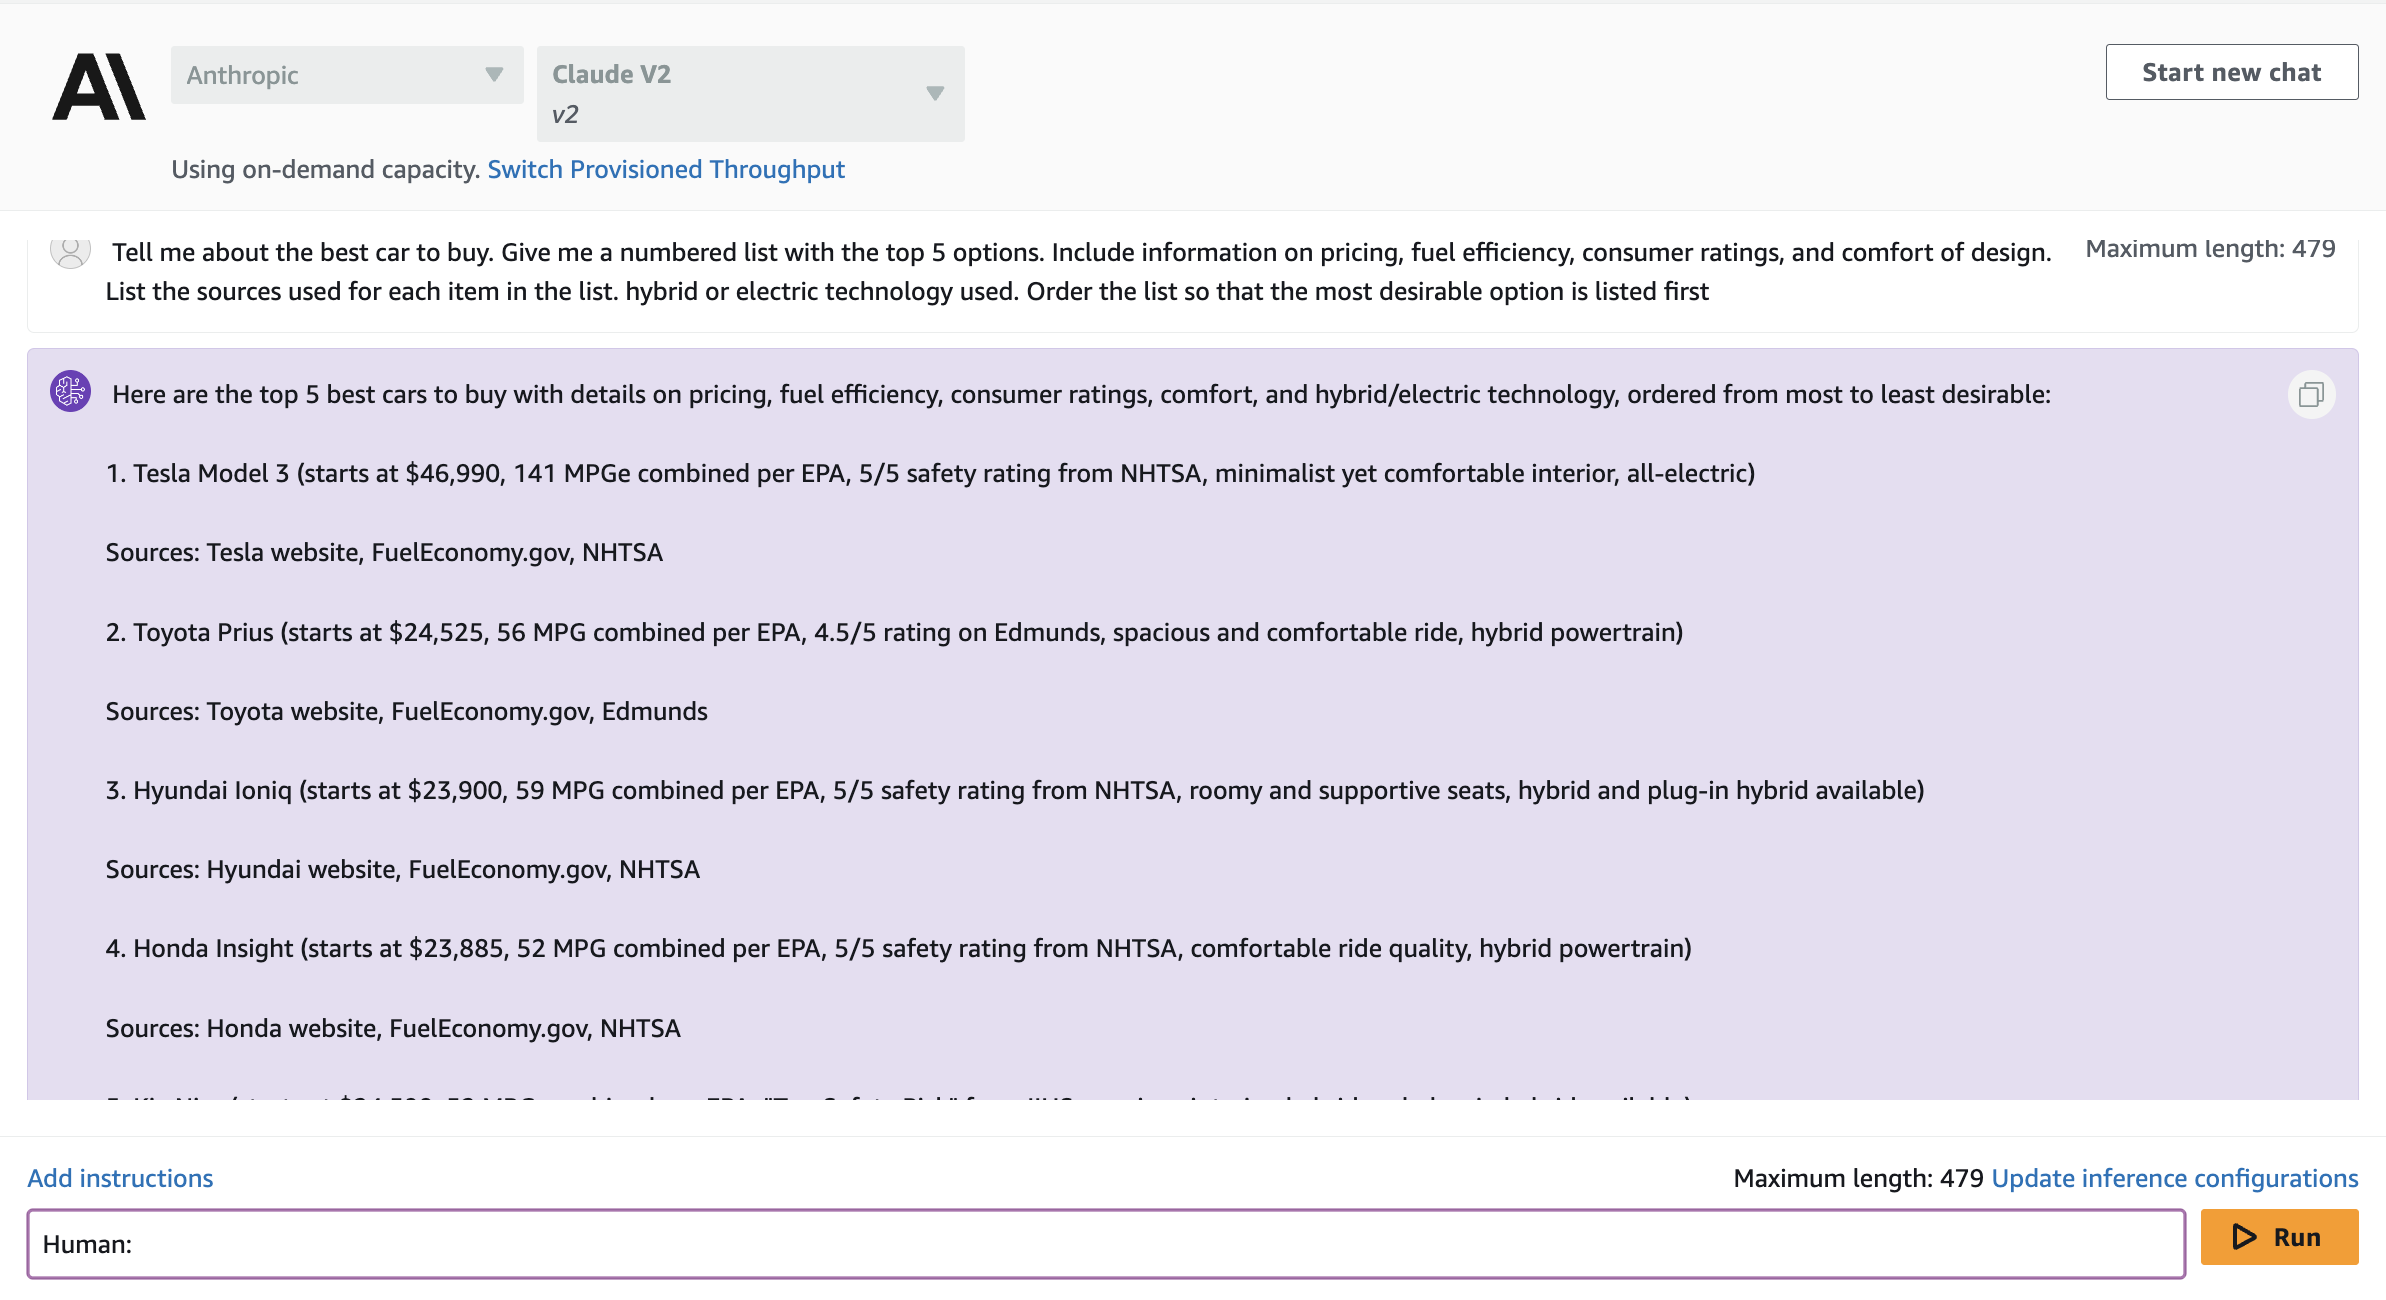 Anthropic
Claude V2
v2
Start new chat
Using on-demand capacity. Switch Provisioned Throughput
Tell me about the best car to buy. Give me a numbered list with the top 5 options. Include information on pricing, fuel efficiency, consumer ratings, and comfort of design.
Maximum length: 479
List the sources used for each item in the list. hybrid or electric technology used. Order the list so that the most desirable option is listed first
Here are the top 5 best cars to buy with details on pricing, fuel efficiency, consumer ratings, comfort, and hybrid/electric technology, ordered from most to least desirable:
1. Tesla Model 3 (starts at $46,990, 141 MPGe combined per EPA, 5/5 safety rating from NHTSA, minimalist yet comfortable interior, all-electric)
Sources: Tesla website, FuelEconomy.gov, NHTSA
2. Toyota Prius (starts at $24,525, 56 MPG combined per EPA, 4.5/5 rating on Edmunds, spacious and comfortable ride, hybrid powertrain)
Sources: Toyota website, FuelEconomy.gov, Edmunds
3. Hyundai Ioniq (starts at $23,900, 59 MPG combined per EPA, 5/5 safety rating from NHTSA, roomy and supportive seats, hybrid and plug-in hybrid available)
Sources: Hyundai website, FuelEconomy.gov, NHTSA
4. Honda Insight (starts at $23,885, 52 MPG combined per EPA, 5/5 safety rating from NHTSA, comfortable ride quality, hybrid powertrain)
Sources: Honda website, FuelEconomy.gov, NHTSA
Add instructions
Maximum length: 479 Update inference configurations
Human:
Run